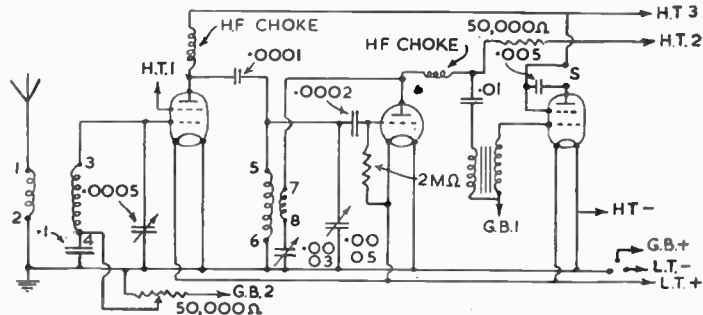 H.T.3
H.F CHOKE
50,000Ω
H.T.2
HF CHOKE
.0001
.005
S
H.T.1
.0002
.01
1
3
5
7
.0005
2MΩ
2
4
.1
6
8
.00
03
.00
05
G.B.1
HT-
G.B.+
L.T.-
L.T.+
G.B.2
50,000Ω